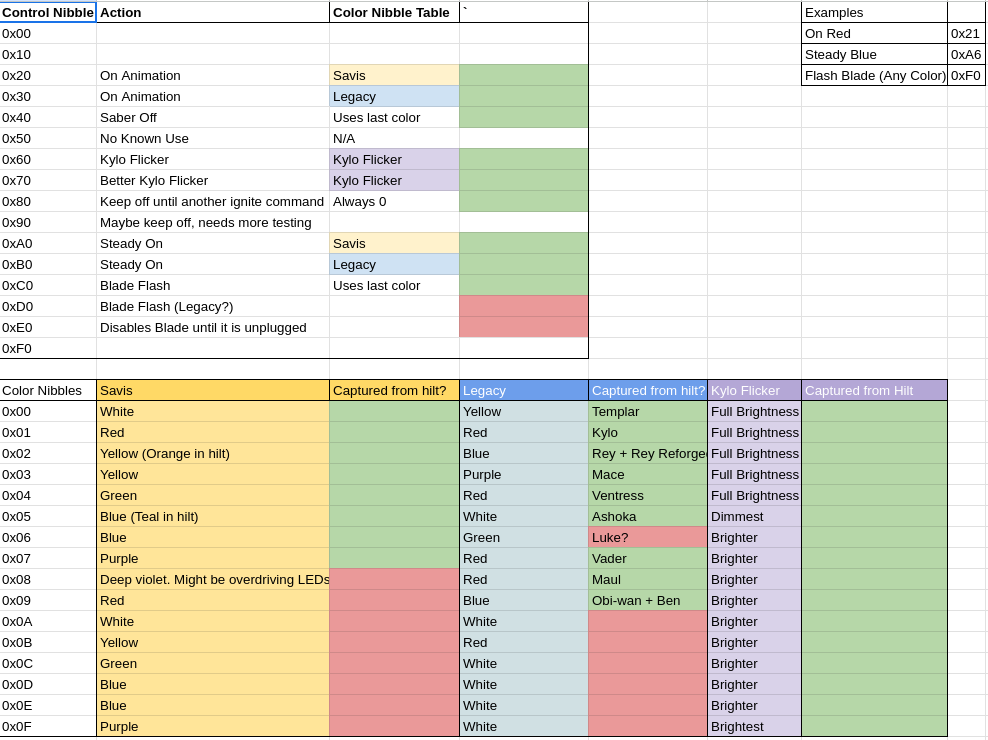 Control Nibble Action Color Nibble Table ` Examples
0x00 On Red 0x21
0x10 Steady Blue 0xA6
0x20 On Animation Savis Flash Blade (Any Color) 0xF0
0x30 On Animation Legacy
0x40 Saber Off Uses last color
0x50 No Known Use N/A
0x60 Kylo Flicker Kylo Flicker
0x70 Better Kylo Flicker Kylo Flicker
0x80 Keep off until another ignite command Always 0
0x90 Maybe keep off, needs more testing
0xA0 Steady On Savis
0xB0 Steady On Legacy
0xC0 Blade Flash Uses last color
0xD0 Blade Flash (Legacy?)
0xE0 Disables Blade until it is unplugged
0xF0
Color Nibbles Savis Captured from hilt? Legacy Captured from hilt? Kylo Flicker Captured from Hilt
0x00 White Yellow Templar Full Brightness
0x01 Red Red Kylo Full Brightness
0x02 Yellow (Orange in hilt) Blue Rey + Rey Reforged Full Brightness
0x03 Yellow Purple Mace Full Brightness
0x04 Green Red Ventress Full Brightness
0x05 Blue (Teal in hilt) White Ashoka Dimmest
0x06 Blue Green Luke? Brighter
0x07 Purple Red Vader Brighter
0x08 Deep violet. Might be overdriving LEDs Red Maul Brighter
0x09 Red Blue Obi-wan + Ben Brighter
0x0A White White Brighter
0x0B Yellow Red Brighter
0x0C Green White Brighter
0x0D Blue White Brighter
0x0E Blue White Brighter
0x0F Purple White Brightest